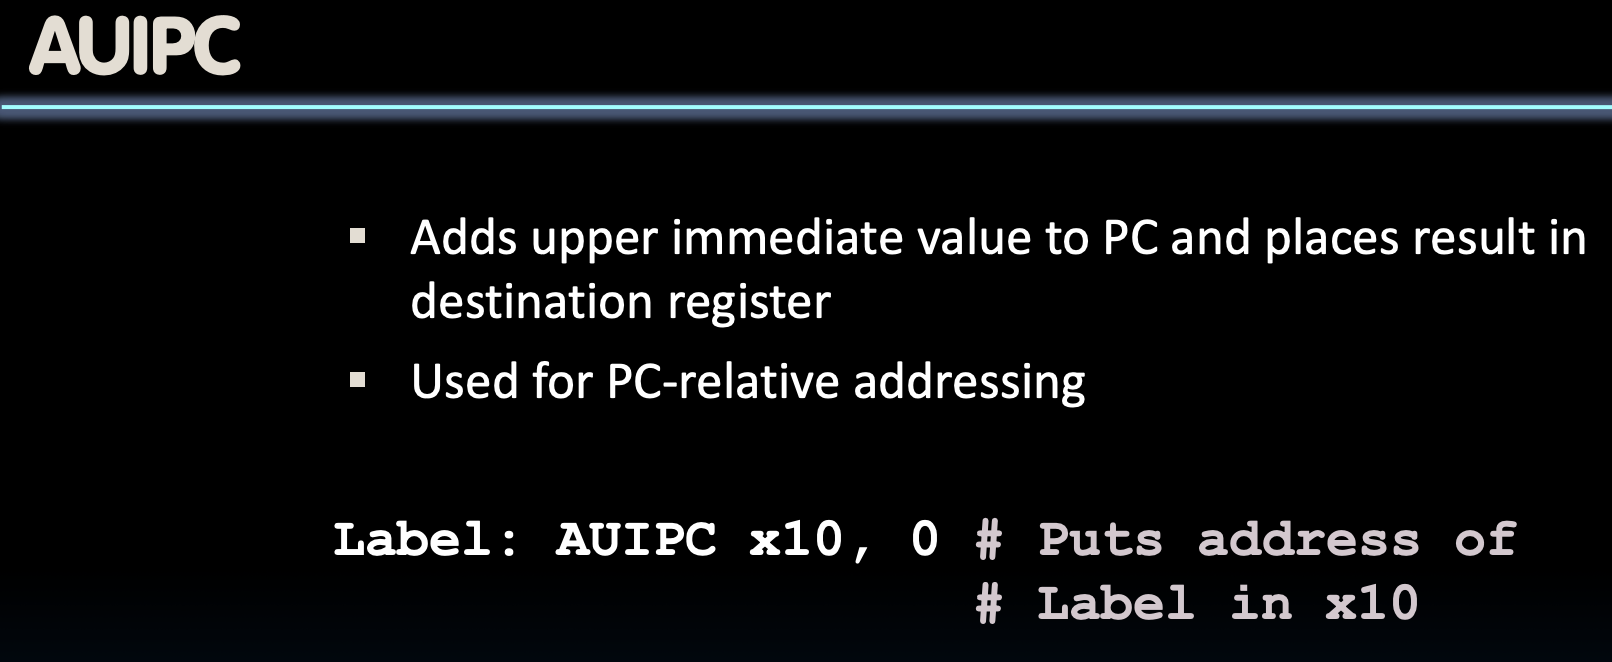 AUIPC
▪ Adds upper immediate value to PC and places result in
destination register
▪ Used for PC-relative addressing
Label: AUIPC x10, 0 # Puts address of
# Label in x10